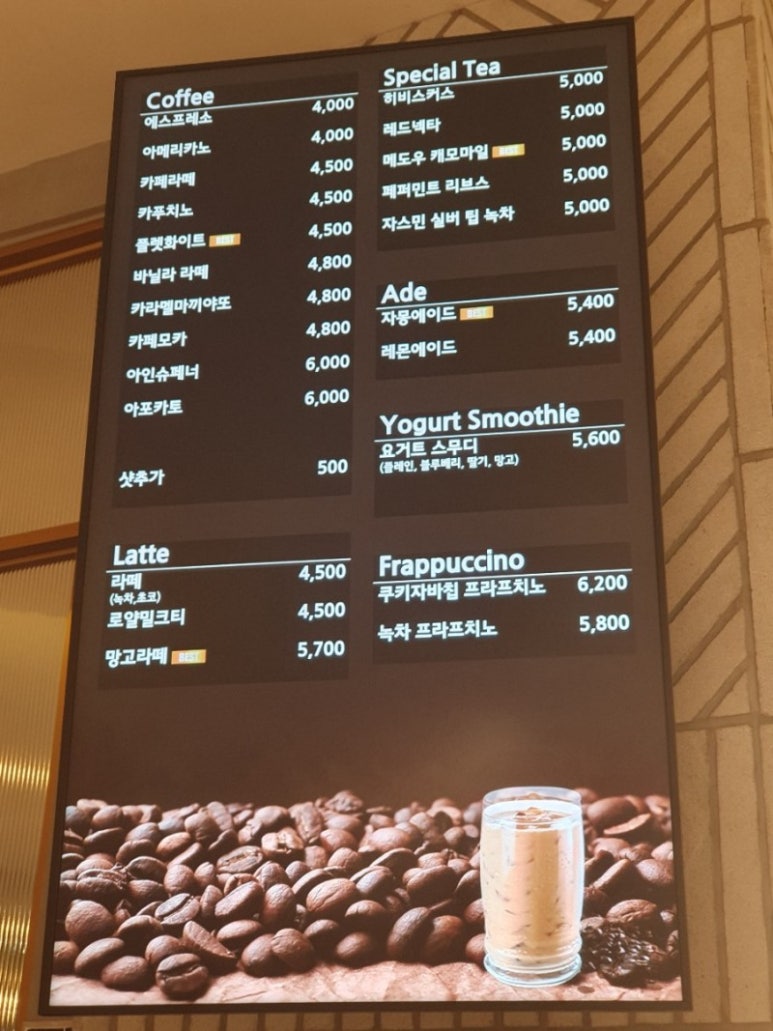 Coffee
에스프레소 4,000
아메리카노 4,000
카페라떼 4,500
카푸치노 4,500
플랫화이트 BEST 4,500
바닐라 라떼 4,800
카라멜마끼야또 4,800
카페모카 4,800
아인슈페너 6,000
아포카토 6,000
샷추가 500
Latte
라떼 4,500
(녹차,초코)
로얄밀크티 4,500
망고라떼 BEST 5,700
Special Tea
히비스커스 5,000
레드넥타 5,000
메도우 캐모마일 BEST 5,000
페퍼민트 리브스 5,000
자스민 실버 팁 녹차 5,000
Ade
자몽에이드 BEST 5,400
레몬에이드 5,400
Yogurt Smoothie
요거트 스무디 5,600
(플레인, 블루베리, 딸기, 망고)
Frappuccino
쿠키자바칩 프라프치노 6,200
녹차 프라프치노 5,800